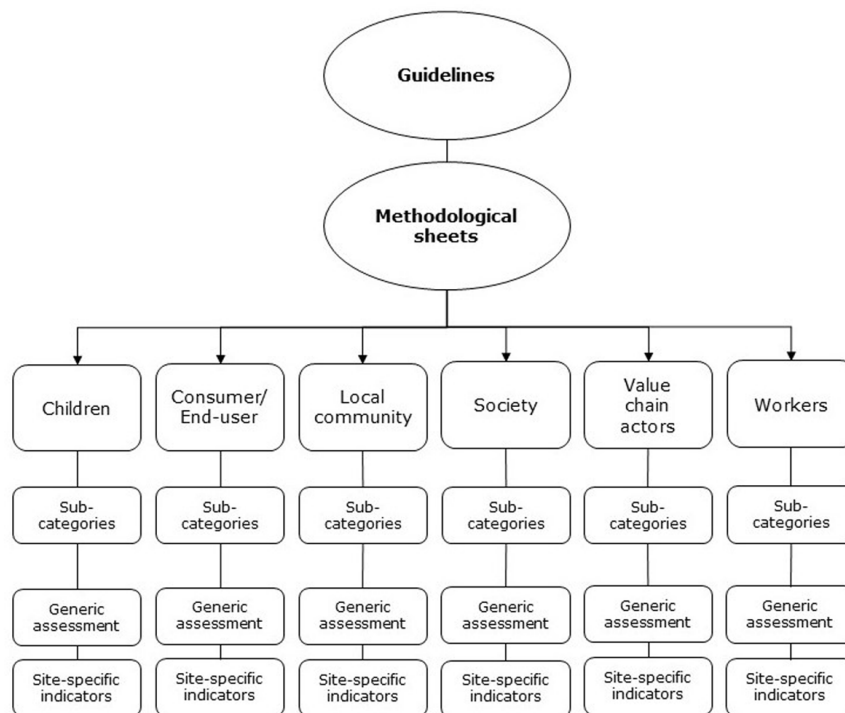 Guidelines
Methodological
sheets
Children
Consumer/
End-user
Local
community
Society
Value
chain
actors
Workers
Sub-
categories
Sub-
categories
Sub-
categories
Sub-
categories
Sub-
categories
Sub-
categories
Generic
assessment
Generic
assessment
Generic
assessment
Generic
assessment
Generic
assessment
Generic
assessment
Site-specific
indicators
Site-specific
indicators
Site-specific
indicators
Site-specific
indicators
Site-specific
indicators
Site-specific
indicators